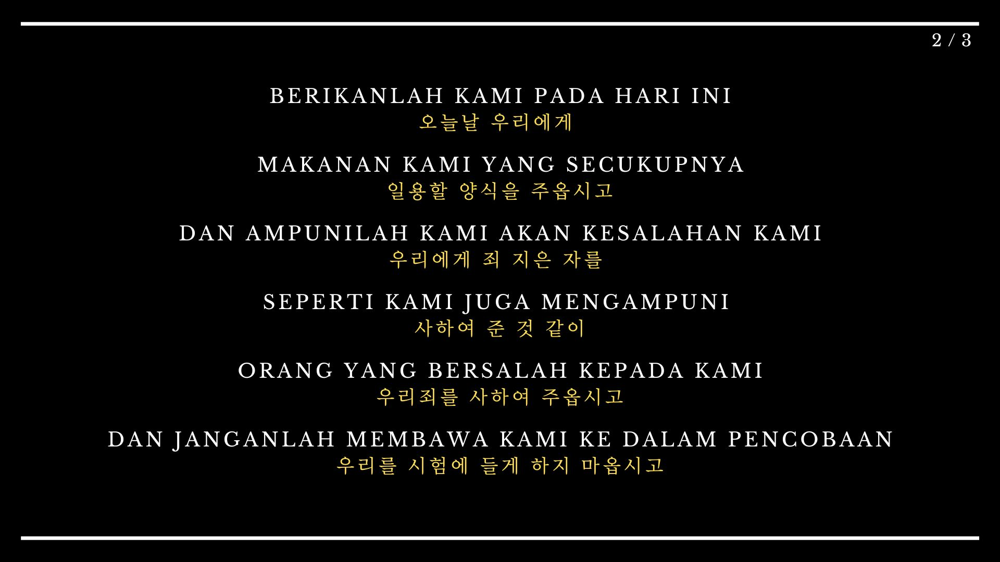 2 / 3
BERIKANLAH KAMI PADA HARI INI
오늘날 우리에게
MAKANAN KAMI YANG SECUKUPNYA
일용할 양식을 주옵시고
DAN AMPUNILAH KAMI AKAN KESALAHAN KAMI
우리에게 죄 지은 자를
SEPERTI KAMI JUGA MENGAMPUNI
사하여 준 것 같이
ORANG YANG BERSALAH KEPADA KAMI
우리죄를 사하여 주옵시고
DAN JANGANLAH MEMBAWA KAMI KE DALAM PENCOBAAN
우리를 시험에 들게 하지 마옵시고